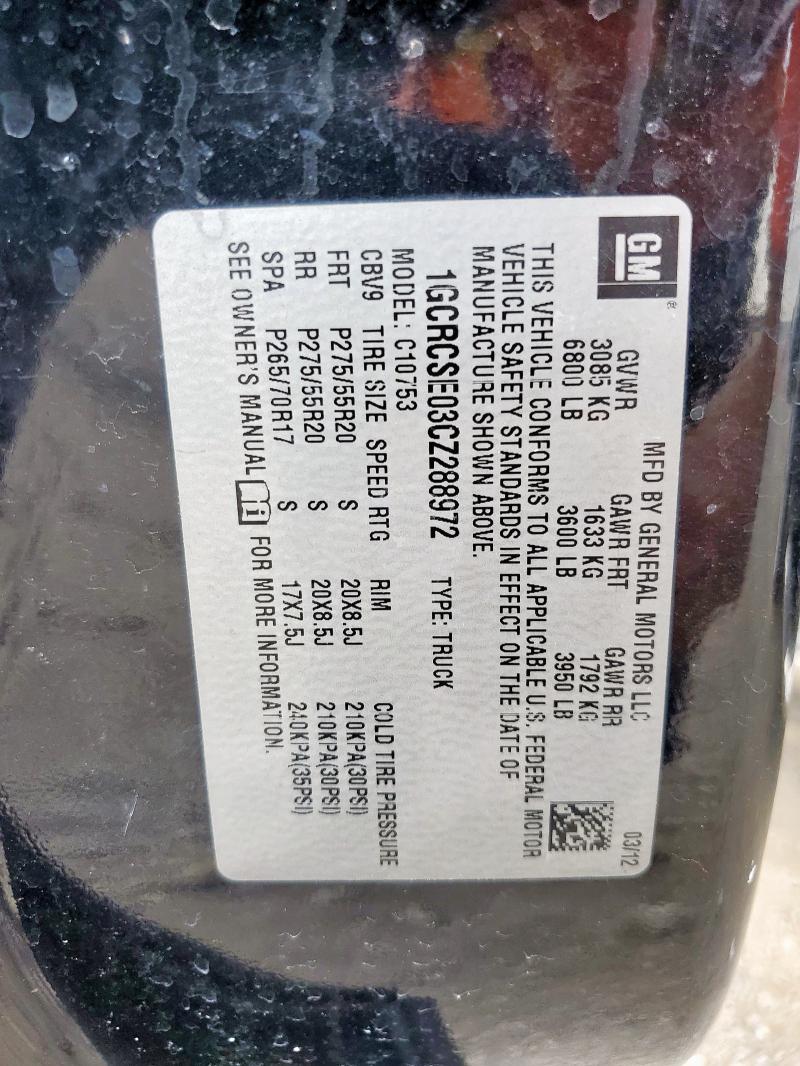 GM®
MFD BY GENERAL MOTORS LLC 03/12
GVWR GAWR FRT GAWR RR
3085 KG 1633 KG 1792 KG
6800 LB 3600 LB 3950 LB
THIS VEHICLE CONFORMS TO ALL APPLICABLE U.S. FEDERAL MOTOR
VEHICLE SAFETY STANDARDS IN EFFECT ON THE DATE OF
MANUFACTURE SHOWN ABOVE.
1GCRCSE03CZ288972 TYPE: TRUCK
MODEL: C10753
CBV9 TIRE SIZE SPEED RTG RIM COLD TIRE PRESSURE
FRT P275/55R20 S 20X8.5J 210KPA(30PSI)
RR P275/55R20 S 20X8.5J 210KPA(30PSI)
SPA P265/70R17 S 17X7.5J 240KPA(35PSI)
SEE OWNER'S MANUAL FOR MORE INFORMATION.